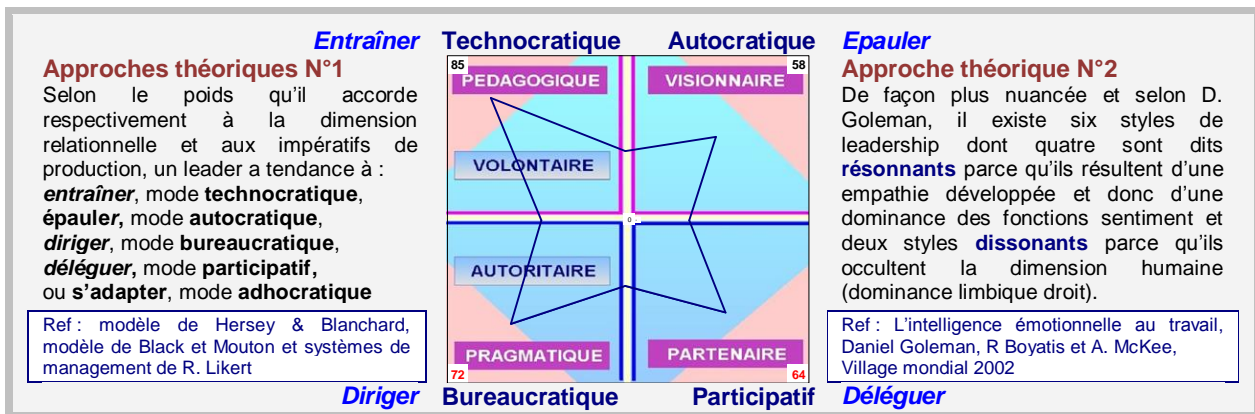 Entraîner Technocratique Autocratique Epauler
Approches théoriques N°1
Selon le poids qu'il accorde
respectivement à la dimension
relationnelle et aux impératifs de
production, un leader a tendance à :
entraîner, mode technocratique,
épauler, mode autocratique,
diriger, mode bureaucratique,
déléguer, mode participatif,
ou s'adapter, mode adhocratique
Ref : modèle de Hersey & Blanchard,
modèle de Black et Mouton et systèmes de
management de R. Likert
85 58
PEDAGOGIQUE VISIONNAIRE
VOLONTAIRE
0
AUTORITAIRE
PRAGMATIQUE PARTENAIRE
72 64
Approche théorique N°2
De façon plus nuancée et selon D.
Goleman, il existe six styles de
leadership dont quatre sont dits
résonnants parce qu'ils résultent d'une
empathie développée et donc d'une
dominance des fonctions sentiment et
deux styles dissonants parce qu'ils
occultent la dimension humaine
(dominance limbique droit).
Ref : L'intelligence émotionnelle au travail,
Daniel Goleman, R Boyatis et A. McKee,
Village mondial 2002
Diriger Bureaucratique Participatif Déléguer